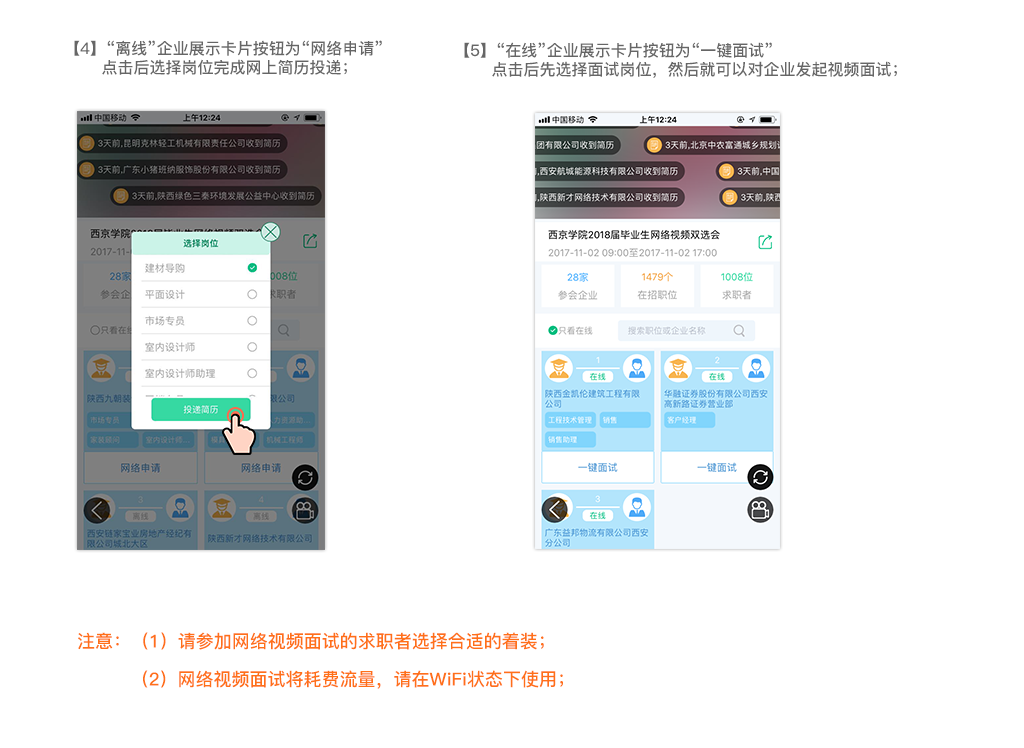 【4】“离线”企业展示卡片按钮为“网络申请”
点击后选择岗位完成网上简历投递；
【5】“在线”企业展示卡片按钮为“一键面试”
点击后先选择面试岗位，然后就可以对企业发起视频面试；
中国移动
上午12:24
3天前,昆明克林轻工机械有限责任公司收到简历
3天前,广东小猪班纳服饰股份有限公司收到简历
3天前,陕西绿色三秦环境发展公益中心收到简历
西京学院2018届毕业生网络视频双选会
2017-11-
28家
008位
参会企
求职者
只看在线
选择岗位
建材导购
平面设计
市场专员
室内设计师
室内设计师助理
投递简历
陕西九朝装
限公司
市场专员
力资源助...
家装顾问
室内设计师...
机械工程师
网络申请
网络申请
3
离线
4
离线
西安链家宝业房地产经纪有
限公司城北大区
陕西新才网络技术有限公司
中国移动
上午12:24
团有限公司收到简历
3天前,北京中农富通城乡规划
,西安航城能源科技有限公司收到简历
3天前,中国
,陕西新才网络技术有限公司收到简历
3天前,陕西
西京学院2018届毕业生网络视频双选会
2017-11-02 09:00至2017-11-02 17:00
28家
1479个
1008位
参会企业
在招职位
求职者
只看在线
搜索职位或企业名称
1
在线
2
在线
陕西金凯伦建筑工程有限
公司
华融证券股份有限公司西安
高新路证券营业部
工程技术管理
销售
客户经理
销售助理
一键面试
一键面试
3
在线
广东益邦物流有限公司西安
分公司
注意：（1）请参加网络视频面试的求职者选择合适的着装；
（2）网络视频面试将耗费流量，请在WiFi状态下使用；